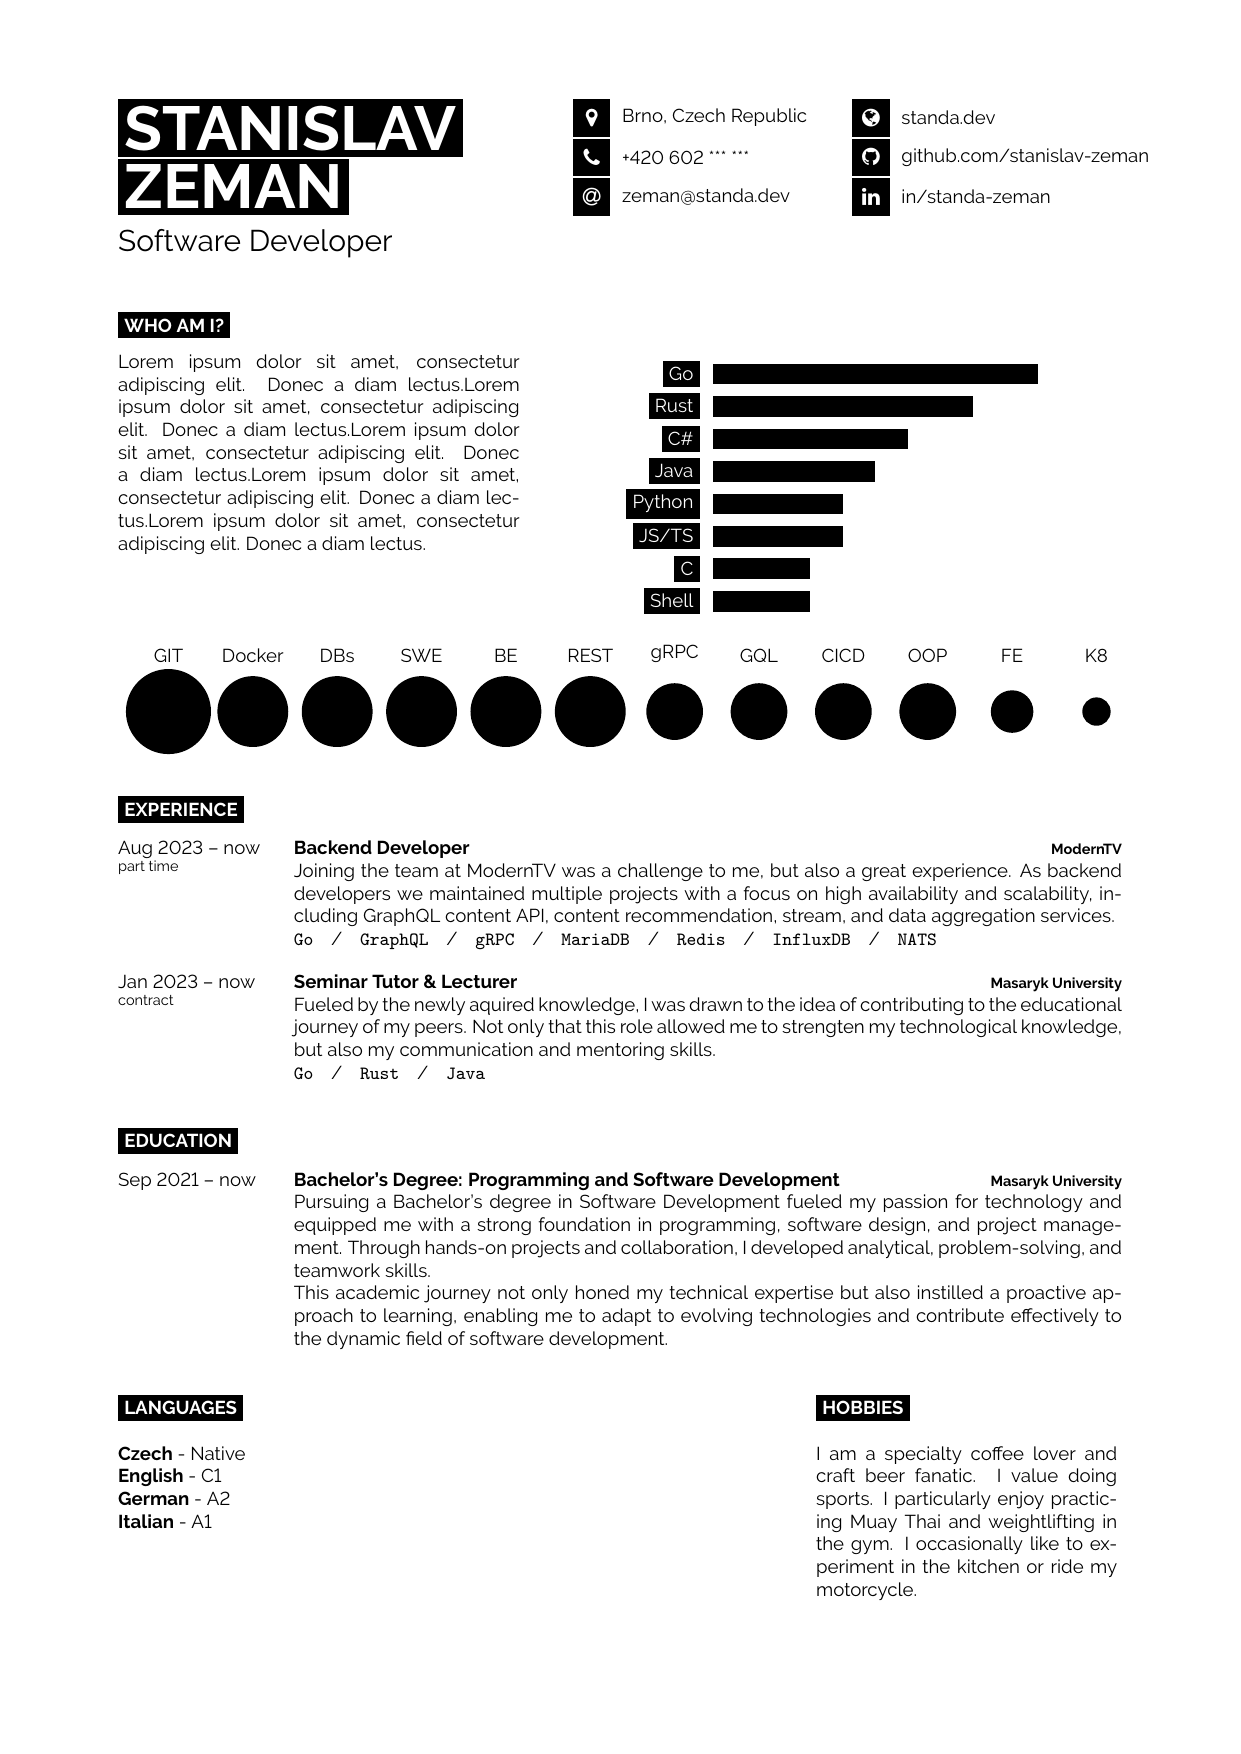 STANISLAV
ZEMAN
Software Developer
Brno, Czech Republic
+420 602 *** ***
@ zeman@standa.dev
standa.dev
github.com/stanislav-zeman
in in/standa-zeman
WHO AM I?
Lorem ipsum dolor sit amet, consectetur
adipiscing elit. Donec a diam lectus.Lorem
ipsum dolor sit amet, consectetur adipiscing
elit. Donec a diam lectus.Lorem ipsum dolor
sit amet, consectetur adipiscing elit. Donec
a diam lectus.Lorem ipsum dolor sit amet,
consectetur adipiscing elit. Donec a diam lec-
tus.Lorem ipsum dolor sit amet, consectetur
adipiscing elit. Donec a diam lectus.
Go
Rust
C#
Java
Python
JS/TS
C
Shell
GIT Docker DBs SWE BE REST gRPC GQL CICD OOP FE K8
EXPERIENCE
Aug 2023 – now
part time
Backend Developer ModernTV
Joining the team at ModernTV was a challenge to me, but also a great experience. As backend
developers we maintained multiple projects with a focus on high availability and scalability, in-
cluding GraphQL content API, content recommendation, stream, and data aggregation services.
Go / GraphQL / gRPC / MariaDB / Redis / InfluxDB / NATS
Jan 2023 – now
contract
Seminar Tutor & Lecturer Masaryk University
Fueled by the newly aquired knowledge, I was drawn to the idea of contributing to the educational
journey of my peers. Not only that this role allowed me to strengten my technological knowledge,
but also my communication and mentoring skills.
Go / Rust / Java
EDUCATION
Sep 2021 – now
Bachelor's Degree: Programming and Software Development Masaryk University
Pursuing a Bachelor's degree in Software Development fueled my passion for technology and
equipped me with a strong foundation in programming, software design, and project manage-
ment. Through hands-on projects and collaboration, I developed analytical, problem-solving, and
teamwork skills.
This academic journey not only honed my technical expertise but also instilled a proactive ap-
proach to learning, enabling me to adapt to evolving technologies and contribute effectively to
the dynamic field of software development.
LANGUAGES
Czech - Native
English - C1
German - A2
Italian - A1
HOBBIES
I am a specialty coffee lover and
craft beer fanatic. I value doing
sports. I particularly enjoy practic-
ing Muay Thai and weightlifting in
the gym. I occasionally like to ex-
periment in the kitchen or ride my
motorcycle.